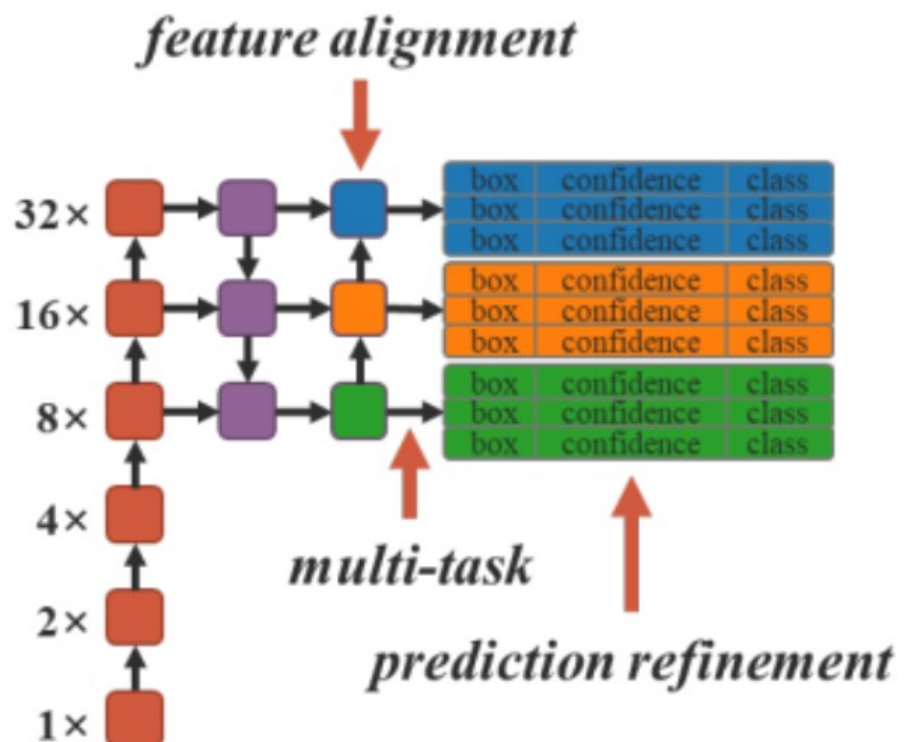 feature alignment
32×
box confidence class
box confidence class
box confidence class
16×
box confidence class
box confidence class
box confidence class
8×
box confidence class
box confidence class
box confidence class
4×
multi-task
2×
prediction refinement
1×